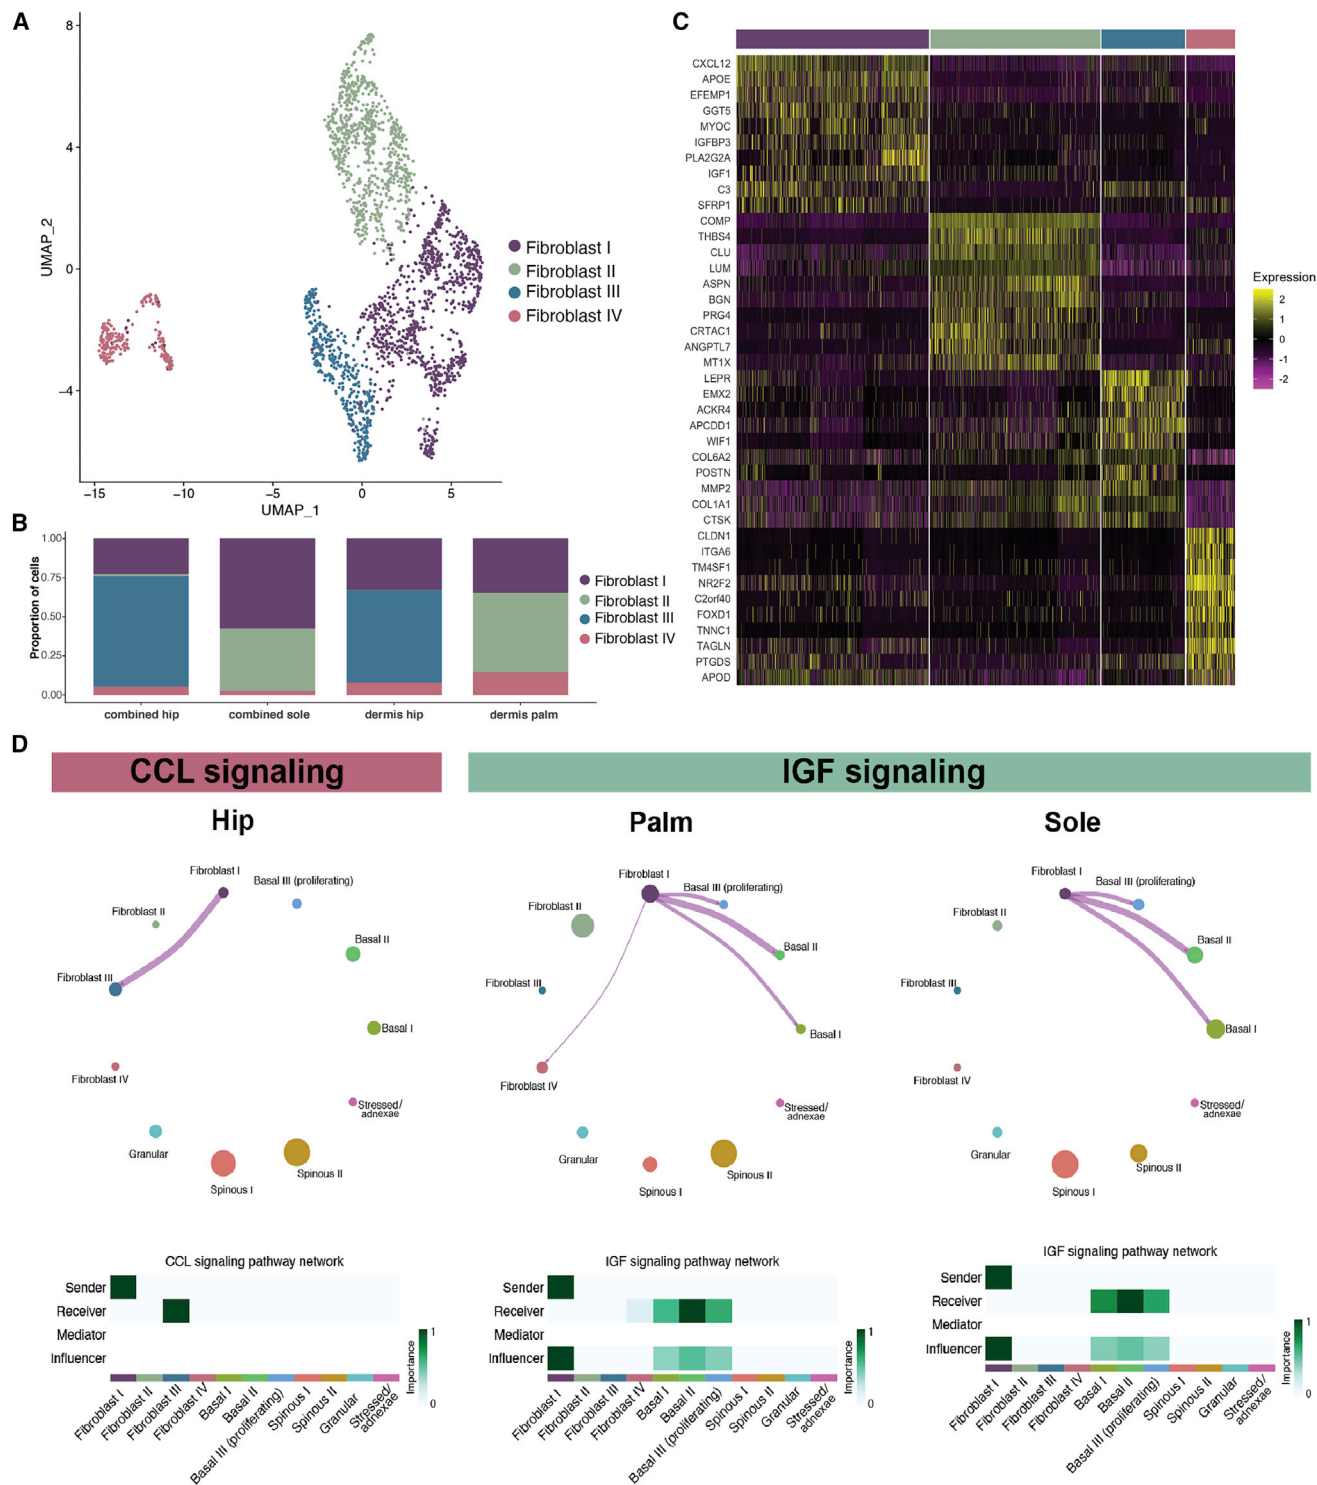 A
8
4
0
−4
UMAP_2
−15
−10
−5
0
5
UMAP_1
Fibroblast I
Fibroblast II
Fibroblast III
Fibroblast IV
B
Proportion of cells
1.00
0.75
0.50
0.25
0.00
combined hip
combined sole
dermis hip
dermis palm
Fibroblast I
Fibroblast II
Fibroblast III
Fibroblast IV
C
CXCL12
APOE
EFEMP1
GGT5
MYOC
IGFBP3
PLA2G2A
IGF1
C3
SFRP1
COMP
THBS4
CLU
LUM
ASPN
BGN
PRG4
CRTAC1
ANGPTL7
MT1X
LEPR
EMX2
ACKR4
APCDD1
WIF1
COL6A2
POSTN
MMP2
COL1A1
CTSK
CLDN1
ITGA6
TM4SF1
NR2F2
C2orf40
FOXD1
TNNC1
TAGLN
PTGDS
APOD
Expression
2
1
0
-1
-2
D
CCL signaling
IGF signaling
Hip
Fibroblast I
Basal III (proliferating)
Fibroblast II
Basal II
Fibroblast III
Basal I
Fibroblast IV
Stressed/
adnexae
Granular
Spinous II
Spinous I
Palm
Fibroblast I
Basal III (proliferating)
Fibroblast II
Basal II
Fibroblast III
Basal I
Fibroblast IV
Stressed/
adnexae
Granular
Spinous II
Spinous I
Sole
Fibroblast I
Basal III (proliferating)
Fibroblast II
Basal II
Fibroblast III
Basal I
Fibroblast IV
Stressed/
adnexae
Granular
Spinous II
Spinous I
CCL signaling pathway network
Sender
Receiver
Mediator
Influencer
Fibroblast I
Fibroblast II
Fibroblast III
Fibroblast IV
Basal I
Basal II
Basal III (proliferating)
Spinous I
Spinous II
Granular
Stressed/
adnexae
Importance
1
0
IGF signaling pathway network
Sender
Receiver
Mediator
Influencer
Fibroblast I
Fibroblast II
Fibroblast III
Fibroblast IV
Basal I
Basal II
Basal III (proliferating)
Spinous I
Spinous II
Granular
Stressed/
adnexae
Importance
1
0
IGF signaling pathway network
Sender
Receiver
Mediator
Influencer
Fibroblast I
Fibroblast II
Fibroblast III
Fibroblast IV
Basal I
Basal II
Basal III (proliferating)
Spinous I
Spinous II
Granular
Stressed/
adnexae
Importance
1
0